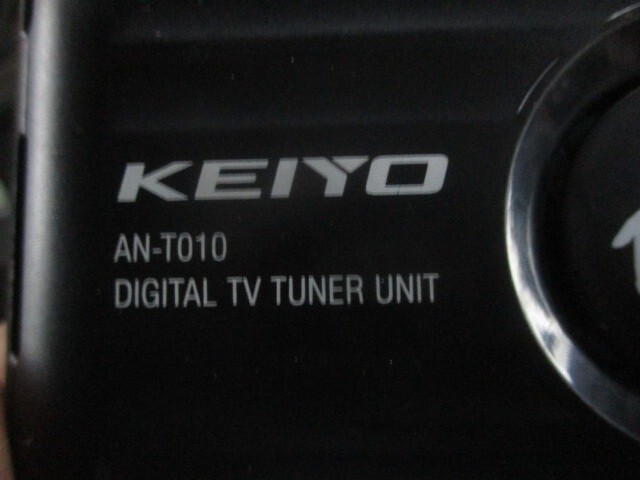 KEIYO
AN-T010
DIGITAL TV TUNER UNIT